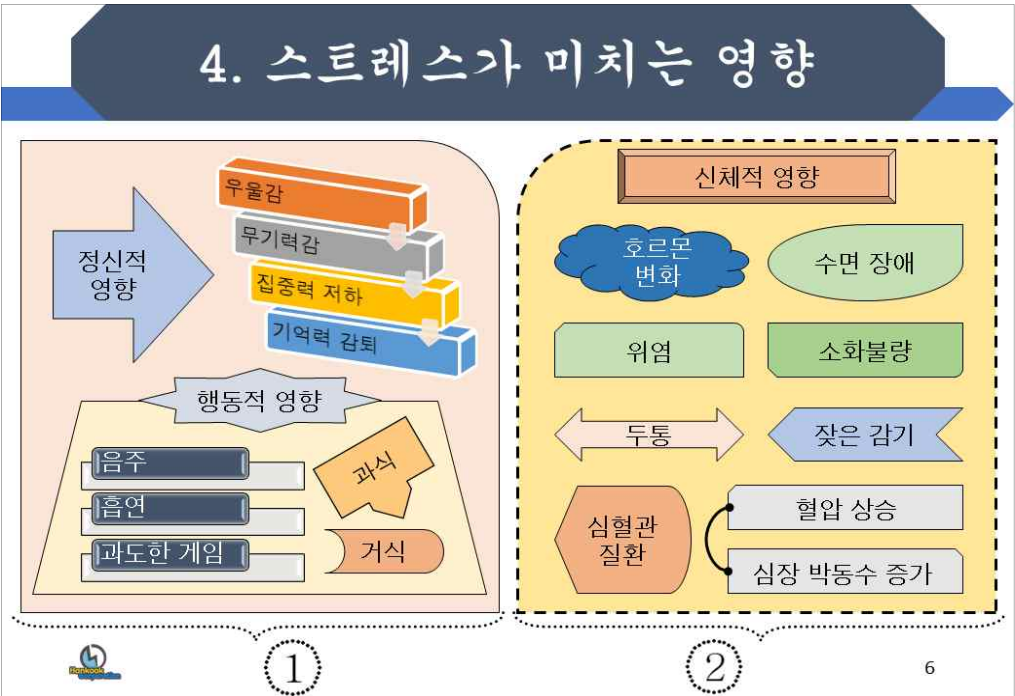 4. 스트레스가 미치는 영향
정신적
영향
우울감
무기력감
집중력 저하
기억력 감퇴
행동적 영향
음주
흡연
과도한 게임
과식
거식
신체적 영향
호르몬
변화
수면 장애
위염
소화불량
두통
잦은 감기
심혈관
질환
혈압 상승
심장 박동수 증가
1
2
Hankook
6